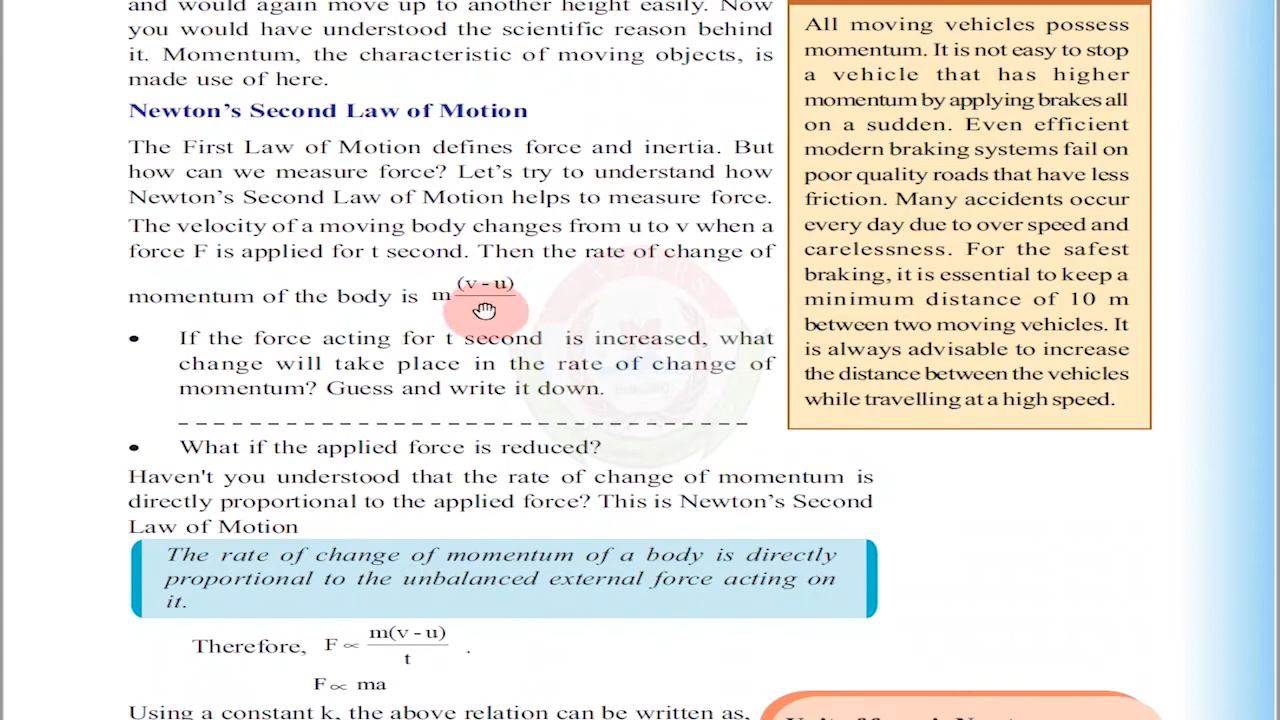 and would again move up to another height easily. Now
you would have understood the scientific reason behind
it. Momentum, the characteristic of moving objects, is
made use of here.
Newton's Second Law of Motion
The First Law of Motion defines force and inertia. But
how can we measure force? Let's try to understand how
Newton's Second Law of Motion helps to measure force.
The velocity of a moving body changes from u to v when a
force F is applied for t second. Then the rate of change of
momentum of the body is m (v - u)
• If the force acting for t second is increased, what
change will take place in the rate of change of
momentum? Guess and write it down.
• What if the applied force is reduced?
Haven't you understood that the rate of change of momentum is
directly proportional to the applied force? This is Newton's Second
Law of Motion
The rate of change of momentum of a body is directly
proportional to the unbalanced external force acting on
it.
Therefore, F ∝ m(v - u)
t .
F∝ ma
Using a constant k, the above relation can be written as,
All moving vehicles possess
momentum. It is not easy to stop
a vehicle that has higher
momentum by applying brakes all
on a sudden. Even efficient
modern braking systems fail on
poor quality roads that have less
friction. Many accidents occur
every day due to over speed and
carelessness. For the safest
braking, it is essential to keep a
minimum distance of 10 m
between two moving vehicles. It
is always advisable to increase
the distance between the vehicles
while travelling at a high speed.